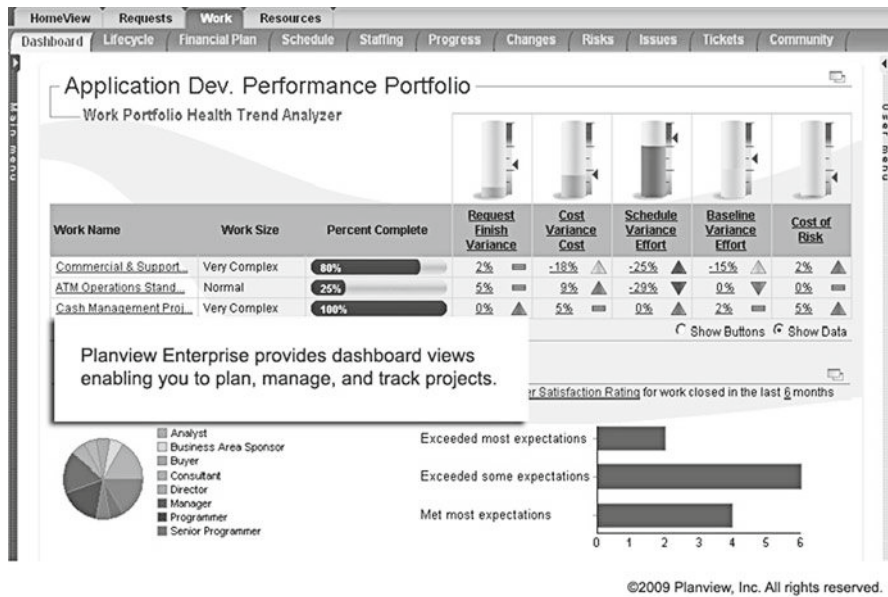 HomeView Requests Work Resources
Dashboard Lifecycle Financial Plan Schedule Staffing Progress Changes Risks Issues Tickets Community
Main menu
User menu
Application Dev. Performance Portfolio
Work Portfolio Health Trend Analyzer
Work Name Work Size Percent Complete Request Finish Variance Cost Variance Cost Schedule Variance Effort Baseline Variance Effort Cost of Risk
Commercial & Support... Very Complex 80% 2% -18% -25% -15% 2%
ATM Operations Stand... Normal 25% 5% 9% -29% 0% 0%
Cash Management Proj... Very Complex 100% 0% 5% 0% 2% 5%
Show Buttons Show Data
Planview Enterprise provides dashboard views
enabling you to plan, manage, and track projects.
Satisfaction Rating for work closed in the last 6 months
Analyst
Business Area Sponsor
Buyer
Consultant
Director
Manager
Programmer
Senior Programmer
Exceeded most expectations
Exceeded some expectations
Met most expectations
0 1 2 3 4 5 6
©2009 Planview, Inc. All rights reserved.